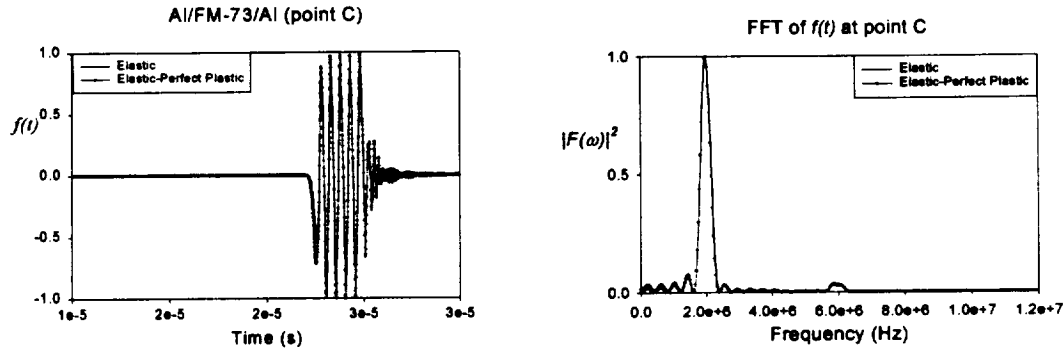 Al/FM-73/Al (point C)
1.0
Elastic
Elastic-Perfect Plastic
0.5
f(t)
0.0
-0.5
-1.0
1e-5
2e-5
2e-5
3e-5
3e-5
Time (s)
FFT of f(t) at point C
1.0
Elastic
Elastic-Perfect Plastic
|F(ω)|²
0.5
0.0
0.0
2.0e+6
4.0e+6
6.0e+6
8.0e+6
1.0e+7
1.2e+7
Frequency (Hz)